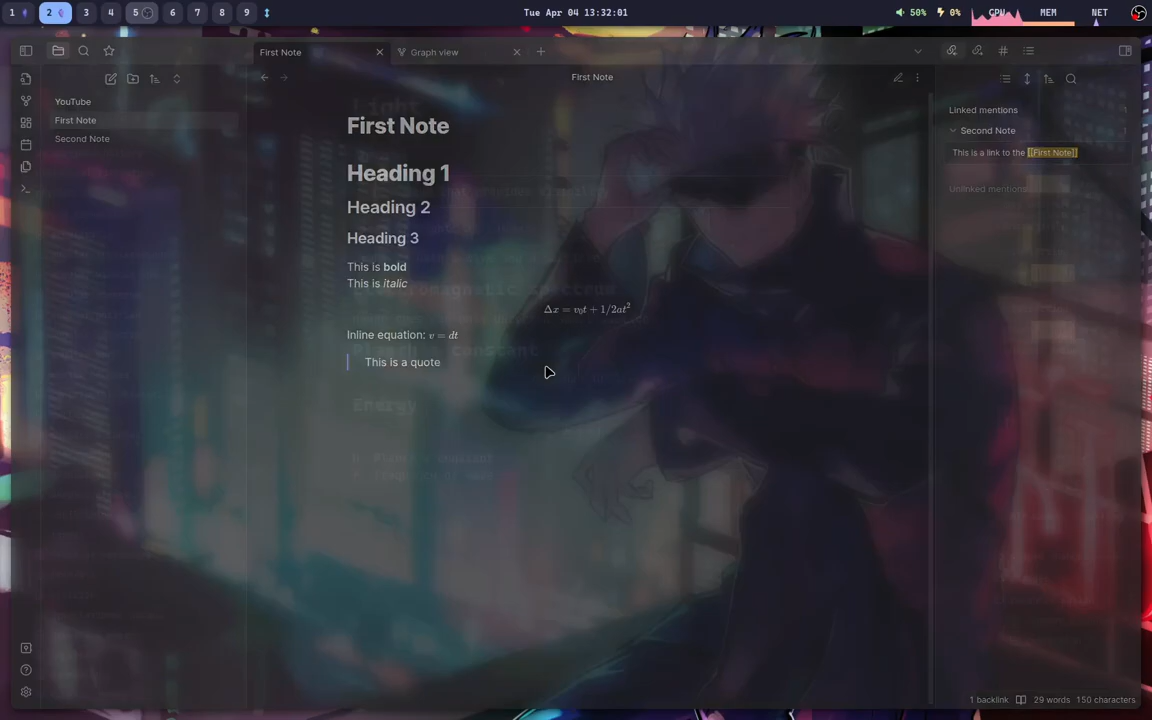 1 2 3 4 5 6 7 8 9 Tue Apr 04 13:32:01 50% 0% CPU MEM NET
First Note Graph view
First Note
YouTube
First Note
Second Note
Light
First Note
Heading 1
Heading 2
Heading 3
This is bold
This is italic
Δx = v₀t + 1/2at²
Inline equation: v = dt
This is a quote
Energy
Linked mentions
Second Note
This is a link to the [[First Note]]
Unlinked mentions
1 backlink 29 words 150 characters